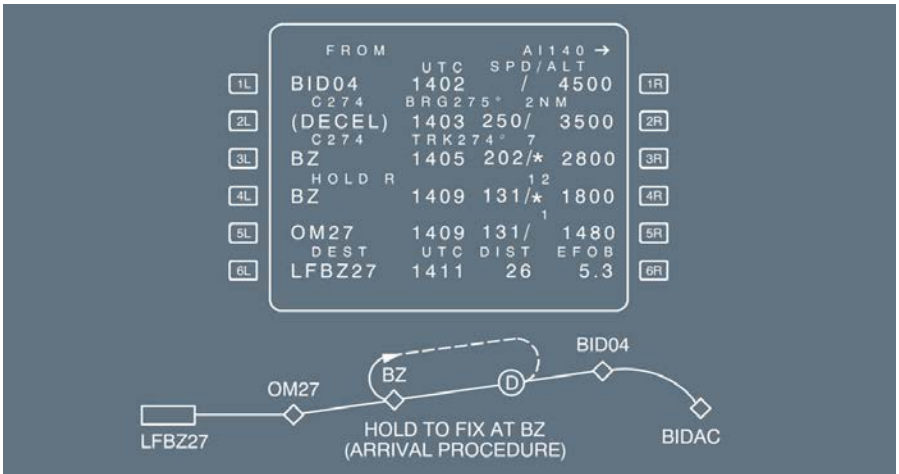 FROM AI140 →
UTC SPD/ALT
1L BID04 1402 / 4500 1R
C274 BRG275° 2NM
2L (DECEL) 1403 250/ 3500 2R
C274 TRK274° 7
3L BZ 1405 202/* 2800 3R
HOLD R 12
4L BZ 1409 131/* 1800 4R
1
5L OM27 1409 131/ 1480 5R
DEST UTC DIST EFOB
6L LFBZ27 1411 26 5.3 6R
BID04
BZ
D
OM27
LFBZ27
HOLD TO FIX AT BZ
(ARRIVAL PROCEDURE)
BIDAC